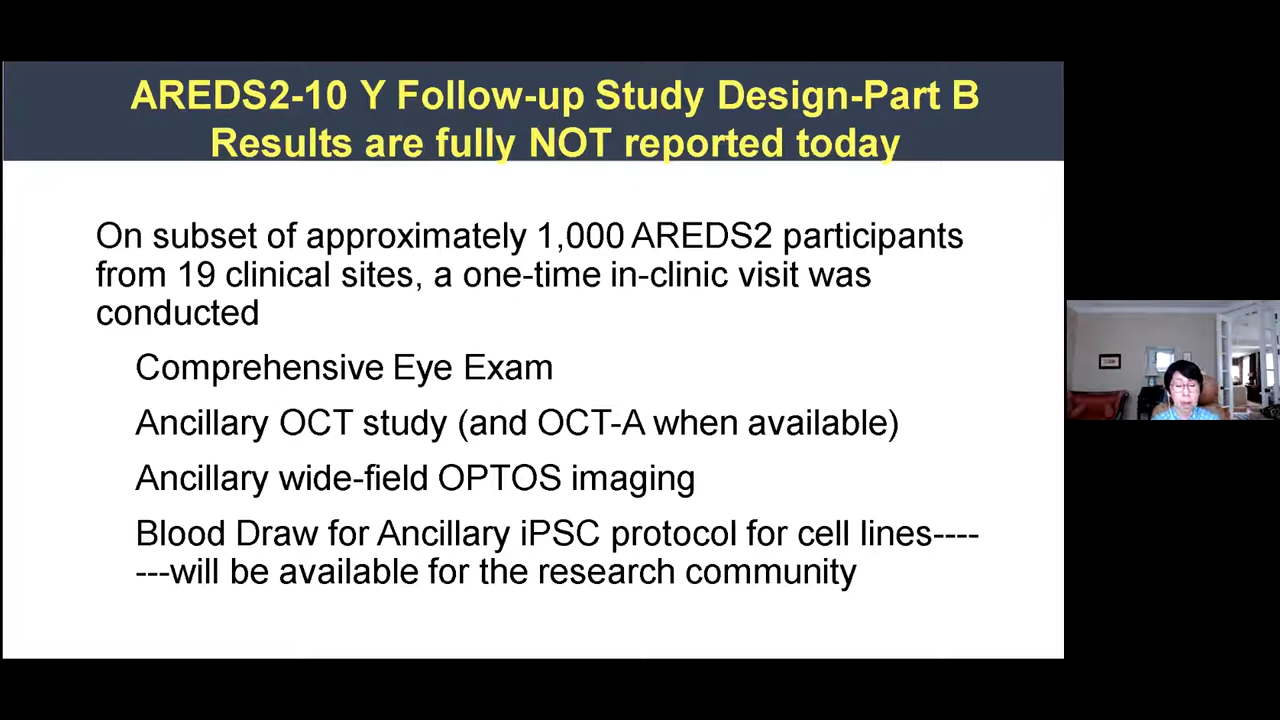 AREDS2-10 Y Follow-up Study Design-Part B
Results are fully NOT reported today
On subset of approximately 1,000 AREDS2 participants
from 19 clinical sites, a one-time in-clinic visit was
conducted
Comprehensive Eye Exam
Ancillary OCT study (and OCT-A when available)
Ancillary wide-field OPTOS imaging
Blood Draw for Ancillary iPSC protocol for cell lines----
---will be available for the research community